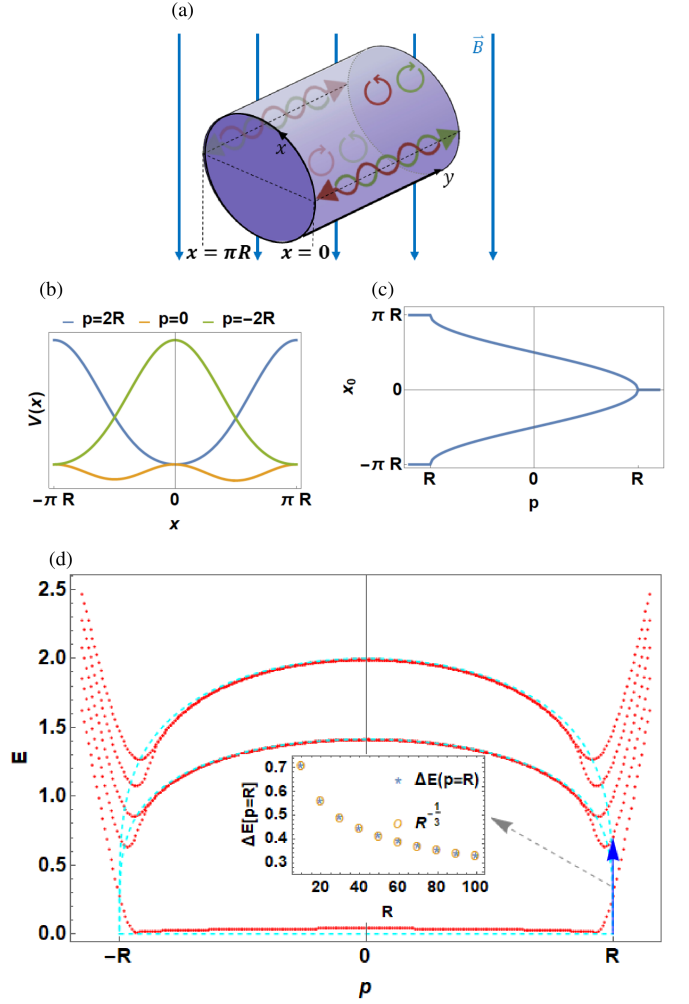 (a)
B
x
y
x = πR x = 0
(b)
p=2R p=0 p=-2R
V(x)
-π R 0 π R
x
(c)
π R
0
-π R
x₀
R 0 R
p
(d)
2.5
2.0
1.5
1.0
0.5
0.0
E
0.7
0.6
0.5
0.4
0.3
ΔE[p=R]
* ΔE(p=R)
o R^{-1/3}
20 40 60 80 100
R
-R 0 R
p